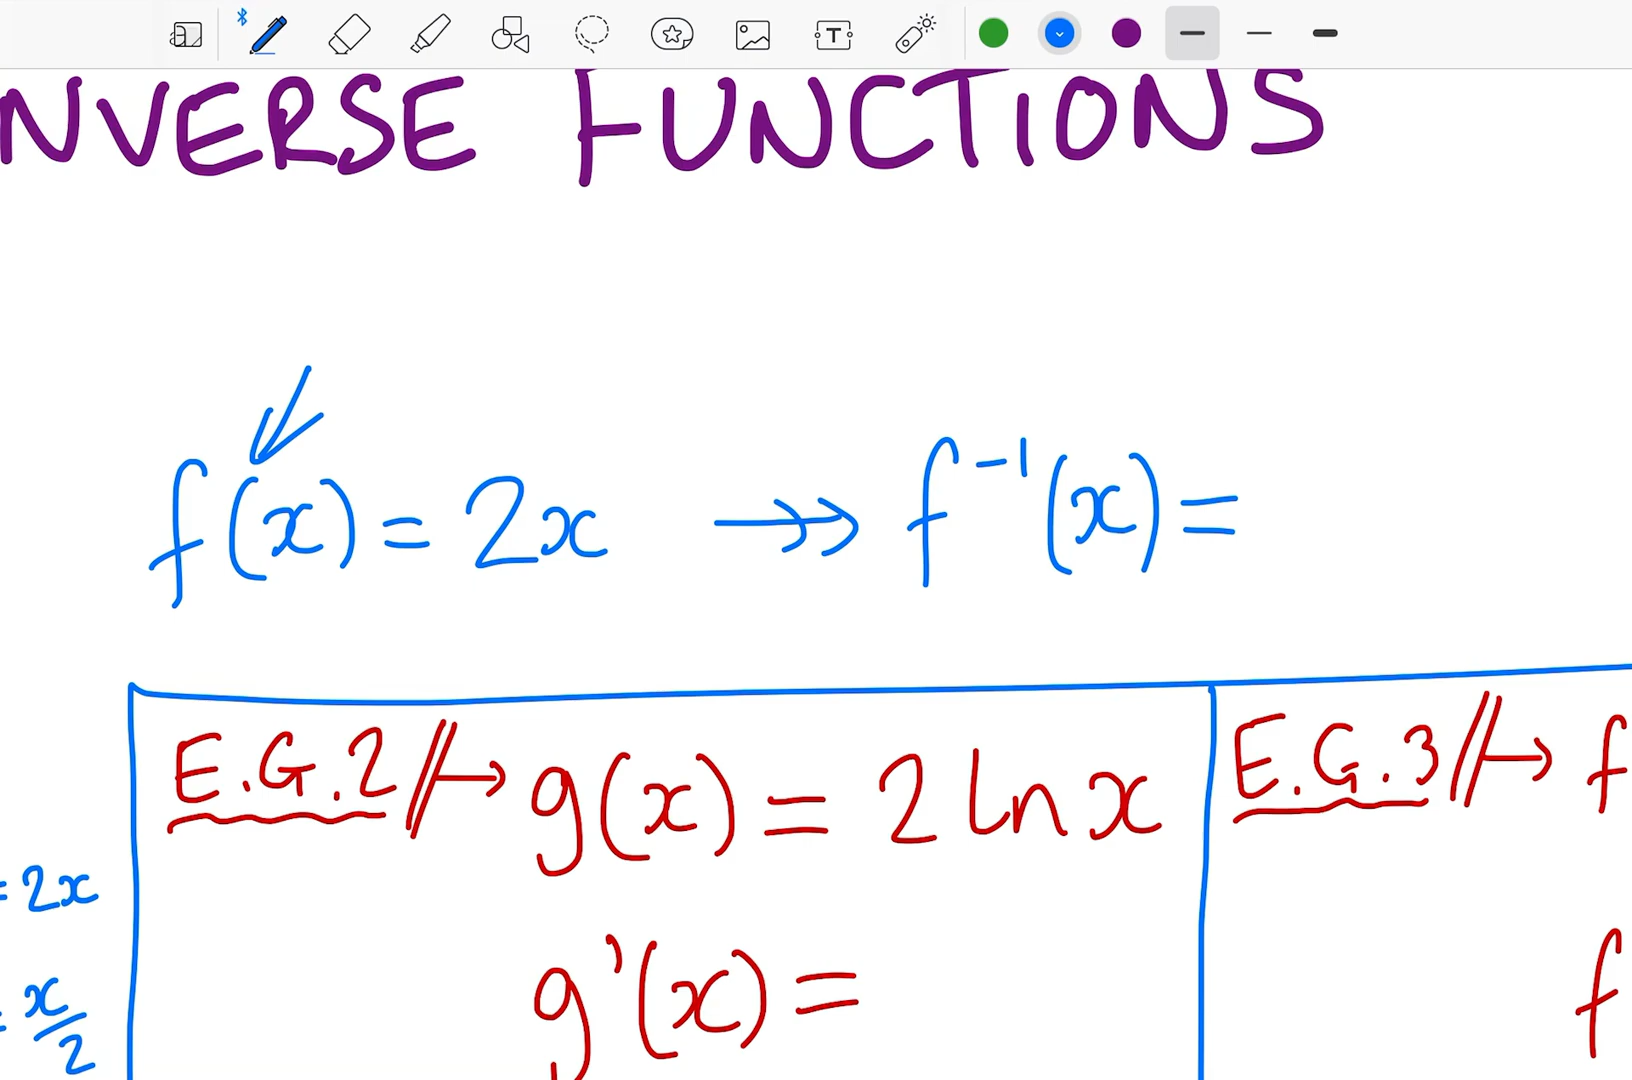 NVERSE FUNCTIONS
f(x) = 2x →» f⁻¹(x) =
E.G.2//→ g(x) = 2 ln x
E.G.3//→ f
= 2x
g'(x) =
f
= x/2